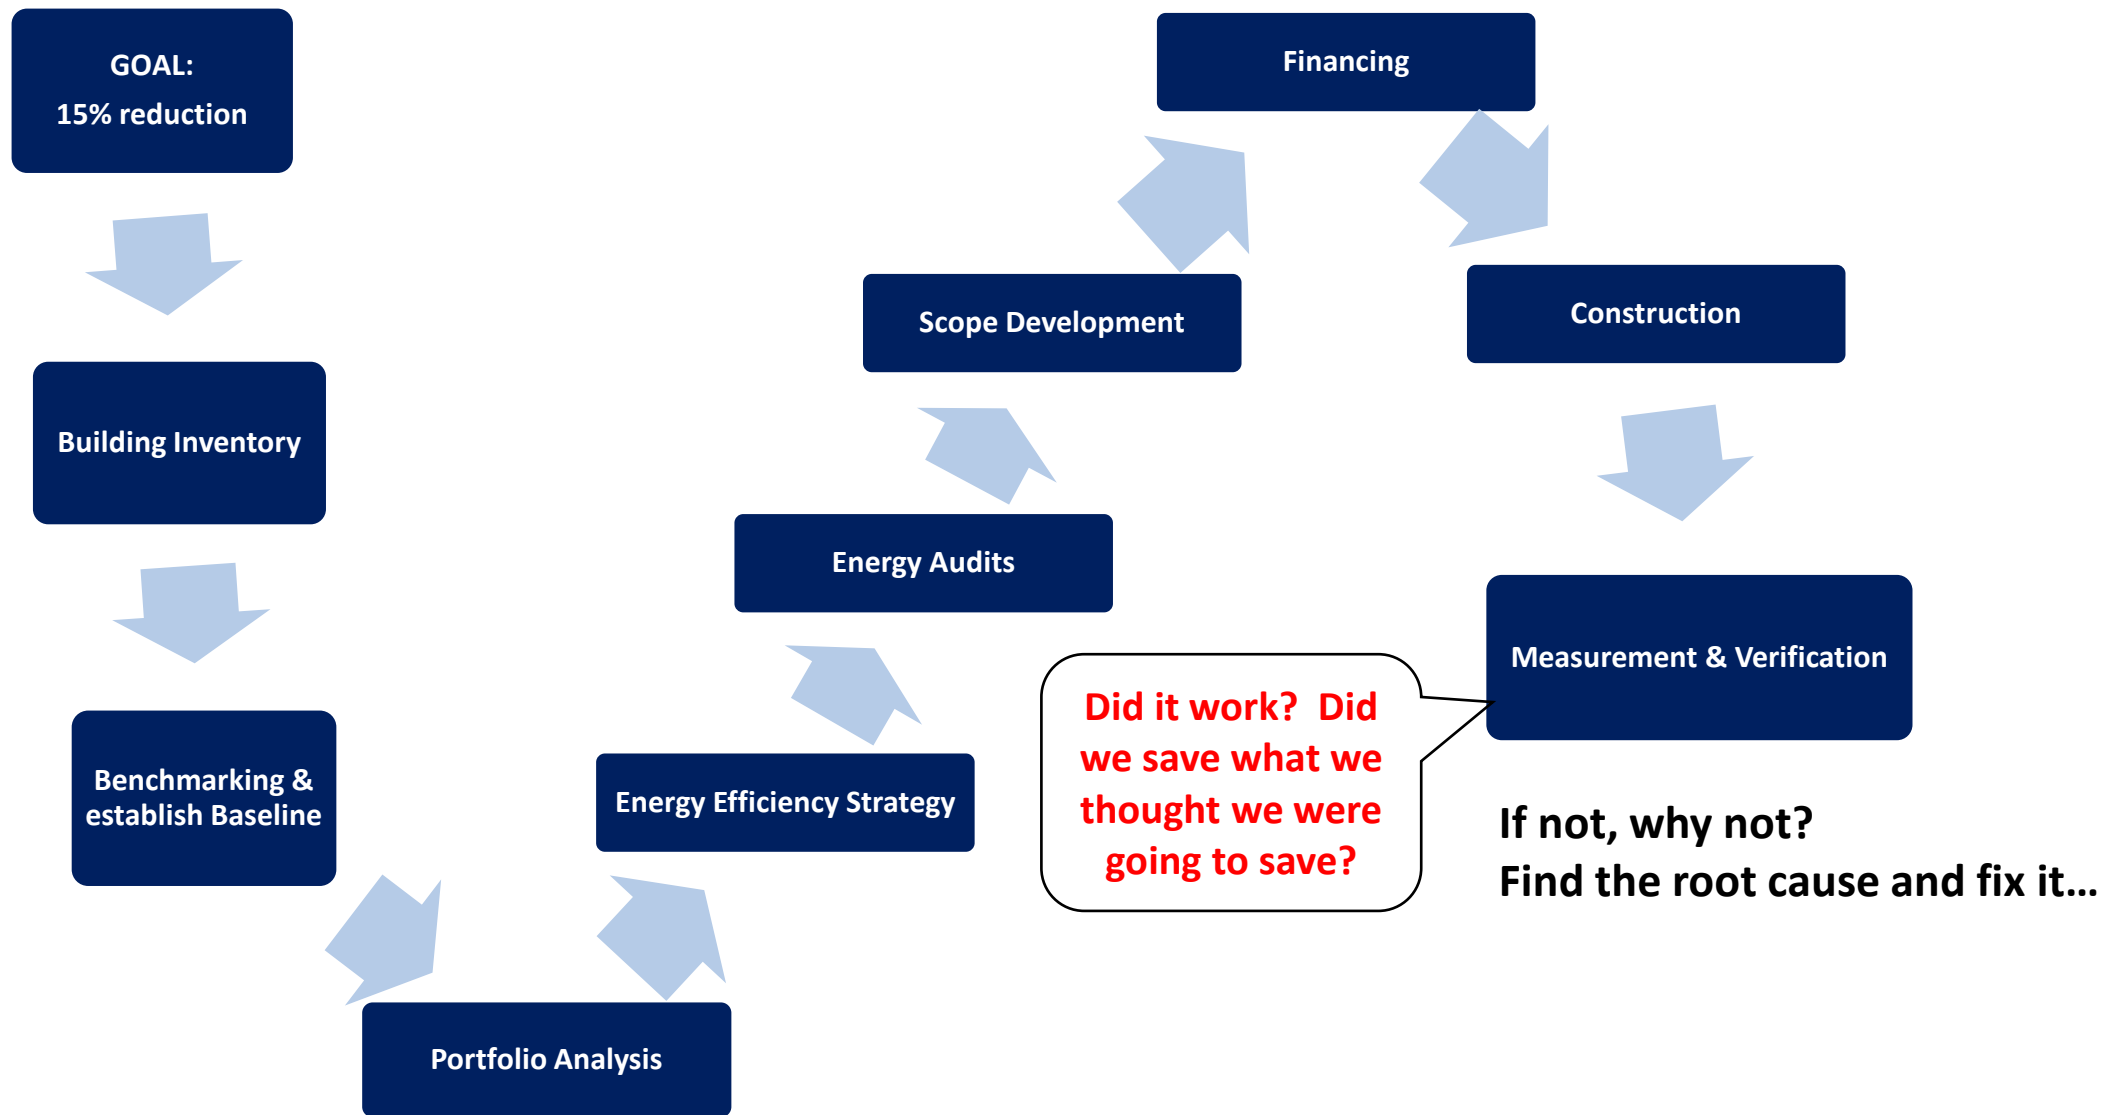 GOAL:
15% reduction
Building Inventory
Benchmarking &
establish Baseline
Portfolio Analysis
Energy Efficiency Strategy
Energy Audits
Scope Development
Financing
Construction
Measurement & Verification
Did it work?  Did
we save what we
thought we were
going to save?
If not, why not?
Find the root cause and fix it…